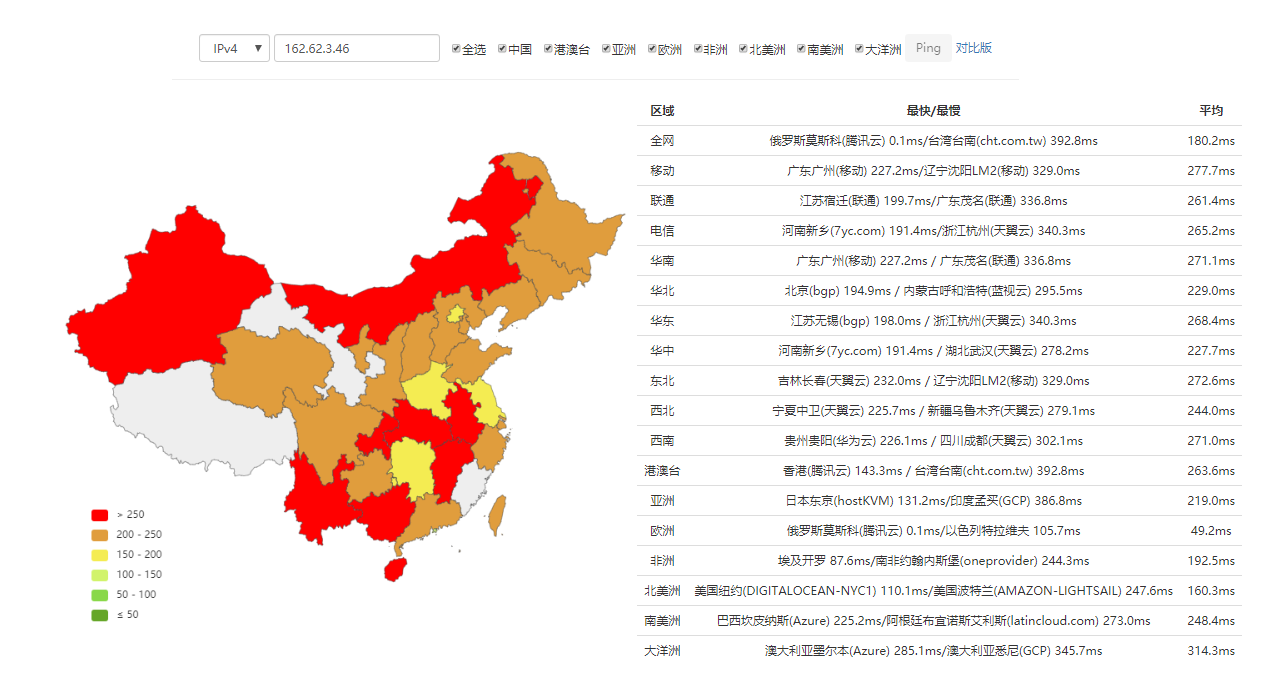 IPv4 ▼ 162.62.3.46 全选 中国 港澳台 亚洲 欧洲 非洲 北美洲 南美洲 大洋洲 Ping 对比版
区域 最快/最慢 平均
全网 俄罗斯莫斯科(腾讯云) 0.1ms/台湾台南(cht.com.tw) 392.8ms 180.2ms
移动 广东广州(移动) 227.2ms/辽宁沈阳LM2(移动) 329.0ms 277.7ms
联通 江苏宿迁(联通) 199.7ms/广东茂名(联通) 336.8ms 261.4ms
电信 河南新乡(7yc.com) 191.4ms/浙江杭州(天翼云) 340.3ms 265.2ms
华南 广东广州(移动) 227.2ms / 广东茂名(联通) 336.8ms 271.1ms
华北 北京(bgp) 194.9ms / 内蒙古呼和浩特(蓝视云) 295.5ms 229.0ms
华东 江苏无锡(bgp) 198.0ms / 浙江杭州(天翼云) 340.3ms 268.4ms
华中 河南新乡(7yc.com) 191.4ms / 湖北武汉(天翼云) 278.2ms 227.7ms
东北 吉林长春(天翼云) 232.0ms / 辽宁沈阳LM2(移动) 329.0ms 272.6ms
西北 宁夏中卫(天翼云) 225.7ms / 新疆乌鲁木齐(天翼云) 279.1ms 244.0ms
西南 贵州贵阳(华为云) 226.1ms / 四川成都(天翼云) 302.1ms 271.0ms
港澳台 香港(腾讯云) 143.3ms / 台湾台南(cht.com.tw) 392.8ms 263.6ms
亚洲 日本东京(hostKVM) 131.2ms/印度孟买(GCP) 386.8ms 219.0ms
欧洲 俄罗斯莫斯科(腾讯云) 0.1ms/以色列特拉维夫 105.7ms 49.2ms
非洲 埃及开罗 87.6ms/南非约翰内斯堡(oneprovider) 244.3ms 192.5ms
北美洲 美国纽约(DIGITALOCEAN-NYC1) 110.1ms/美国波特兰(AMAZON-LIGHTSAIL) 247.6ms 160.3ms
南美洲 巴西坎皮纳斯(Azure) 225.2ms/阿根廷布宜诺斯艾利斯(latincloud.com) 273.0ms 248.4ms
大洋洲 澳大利亚墨尔本(Azure) 285.1ms/澳大利亚悉尼(GCP) 345.7ms 314.3ms
> 250
200 - 250
150 - 200
100 - 150
50 - 100
≤ 50